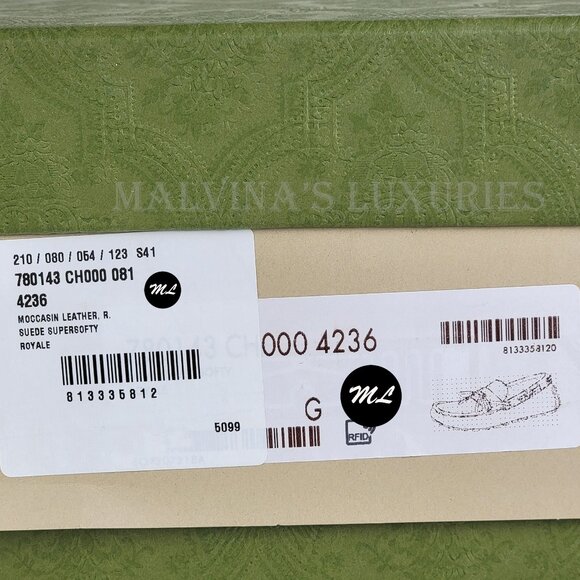 MALVINA'S LUXURIES
210 / 080 / 054 / 123 S41
780143 CH000 081
4236
MOCCASIN LEATHER, R.
SUEDE SUPERSOFTY
ROYALE
813335812
5099
ML
000 4236
8133358120
G
ML
RFID